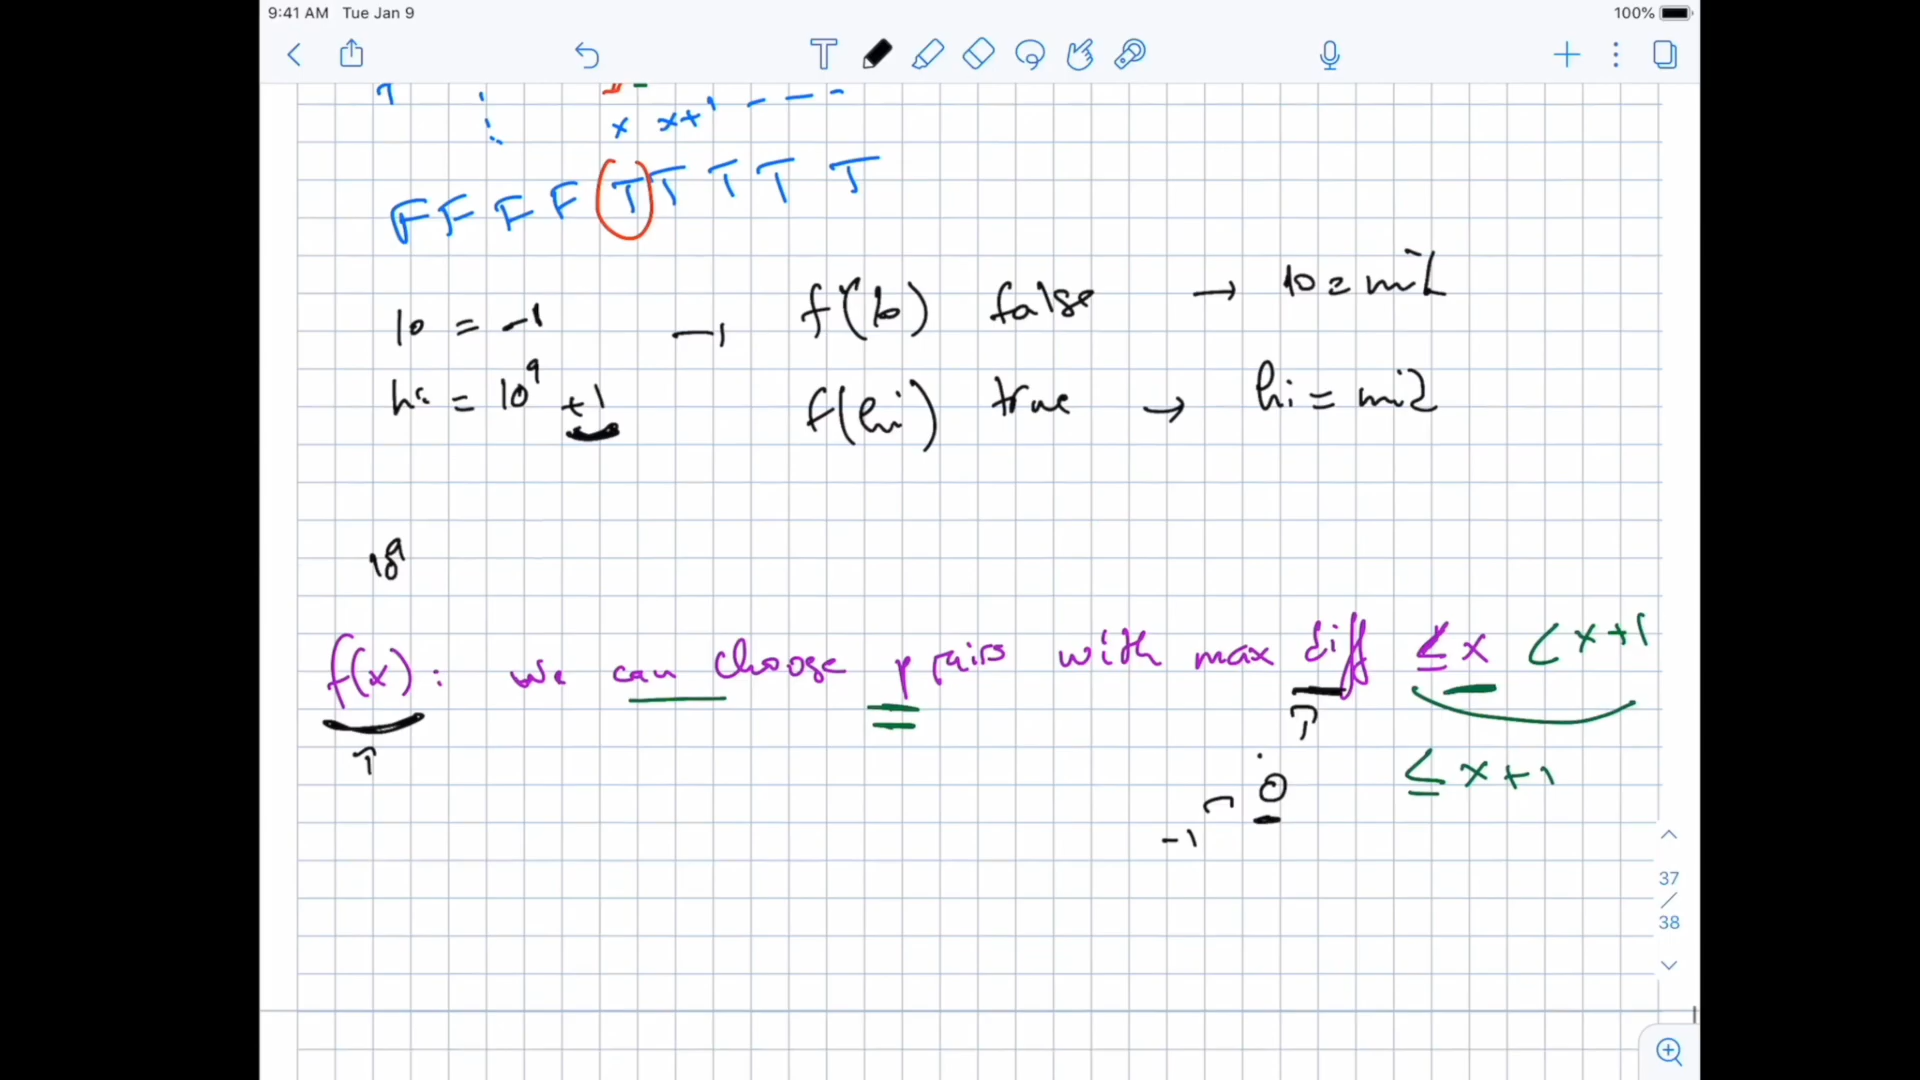 9:41 AM Tue Jan 9
100%
T
x x+1 - - -
F F F F T T T T T
lo = -1
-1
f(lo) false → lo = mid
hi = 10^9 +1
f(hi) true → hi = mid
10^9
f(x) : we can choose p pairs with max diff ≤ x < x+1
T
T
≤ x+1
0
-1
37
/
38